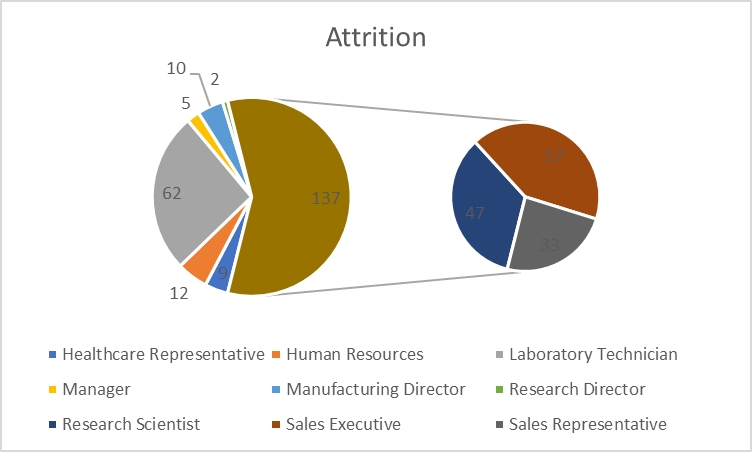 Attrition
10
2
5
62
137
9
12
57
47
33
Healthcare Representative Human Resources Laboratory Technician
Manager Manufacturing Director Research Director
Research Scientist Sales Executive Sales Representative